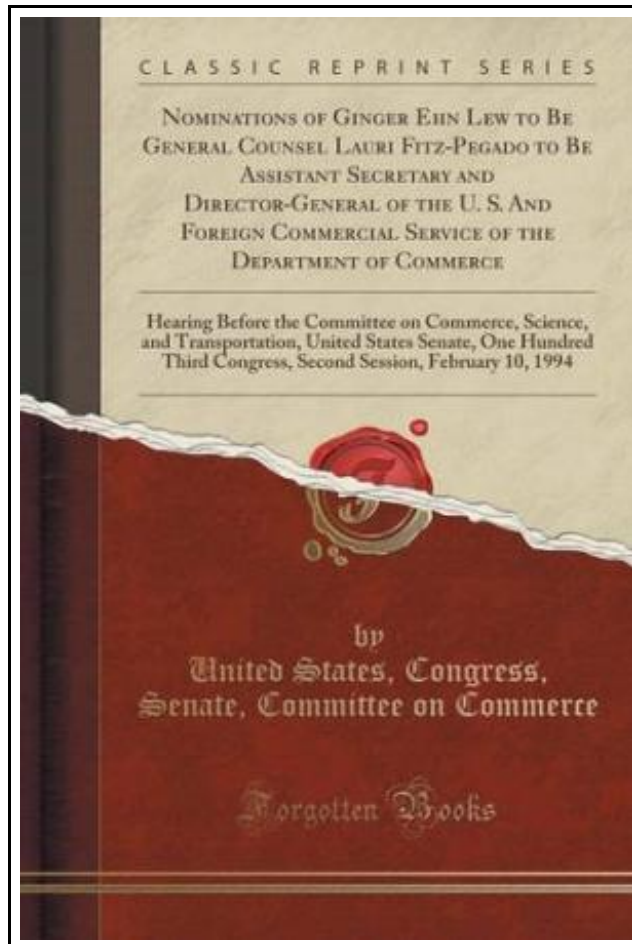 CLASSIC REPRINT SERIES
NOMINATIONS OF GINGER EHN LEW TO BE
GENERAL COUNSEL LAURI FITZ-PEGADO TO BE
ASSISTANT SECRETARY AND
DIRECTOR-GENERAL OF THE U. S. AND
FOREIGN COMMERCIAL SERVICE OF THE
DEPARTMENT OF COMMERCE
Hearing Before the Committee on Commerce, Science,
and Transportation, United States Senate, One Hundred
Third Congress, Second Session, February 10, 1994
by
United States, Congress,
Senate, Committee on Commerce
Forgotten Books